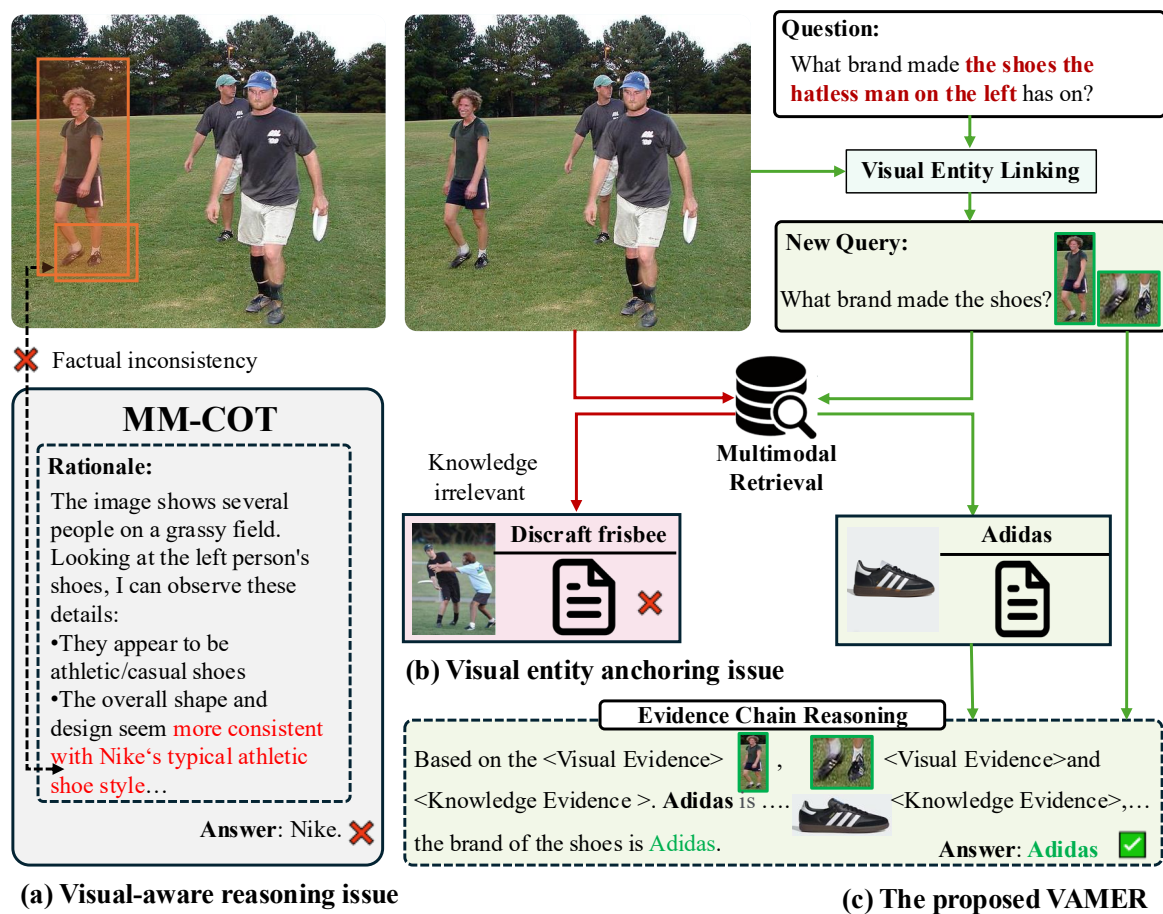 Question:
What brand made the shoes the
hatless man on the left has on?
Visual Entity Linking
New Query:
What brand made the shoes?
Factual inconsistency
MM-COT
Rationale:
The image shows several
people on a grassy field.
Looking at the left person's
shoes, I can observe these
details:
•They appear to be
athletic/casual shoes
•The overall shape and
design seem more consistent
with Nike‘s typical athletic
shoe style…
Answer: Nike.
(a) Visual-aware reasoning issue
Multimodal
Retrieval
Knowledge
irrelevant
Discraft frisbee
Adidas
(b) Visual entity anchoring issue
Evidence Chain Reasoning
Based on the <Visual Evidence> , <Visual Evidence>and
<Knowledge Evidence >. Adidas is …. <Knowledge Evidence>,…
the brand of the shoes is Adidas.
Answer: Adidas
(c) The proposed VAMER